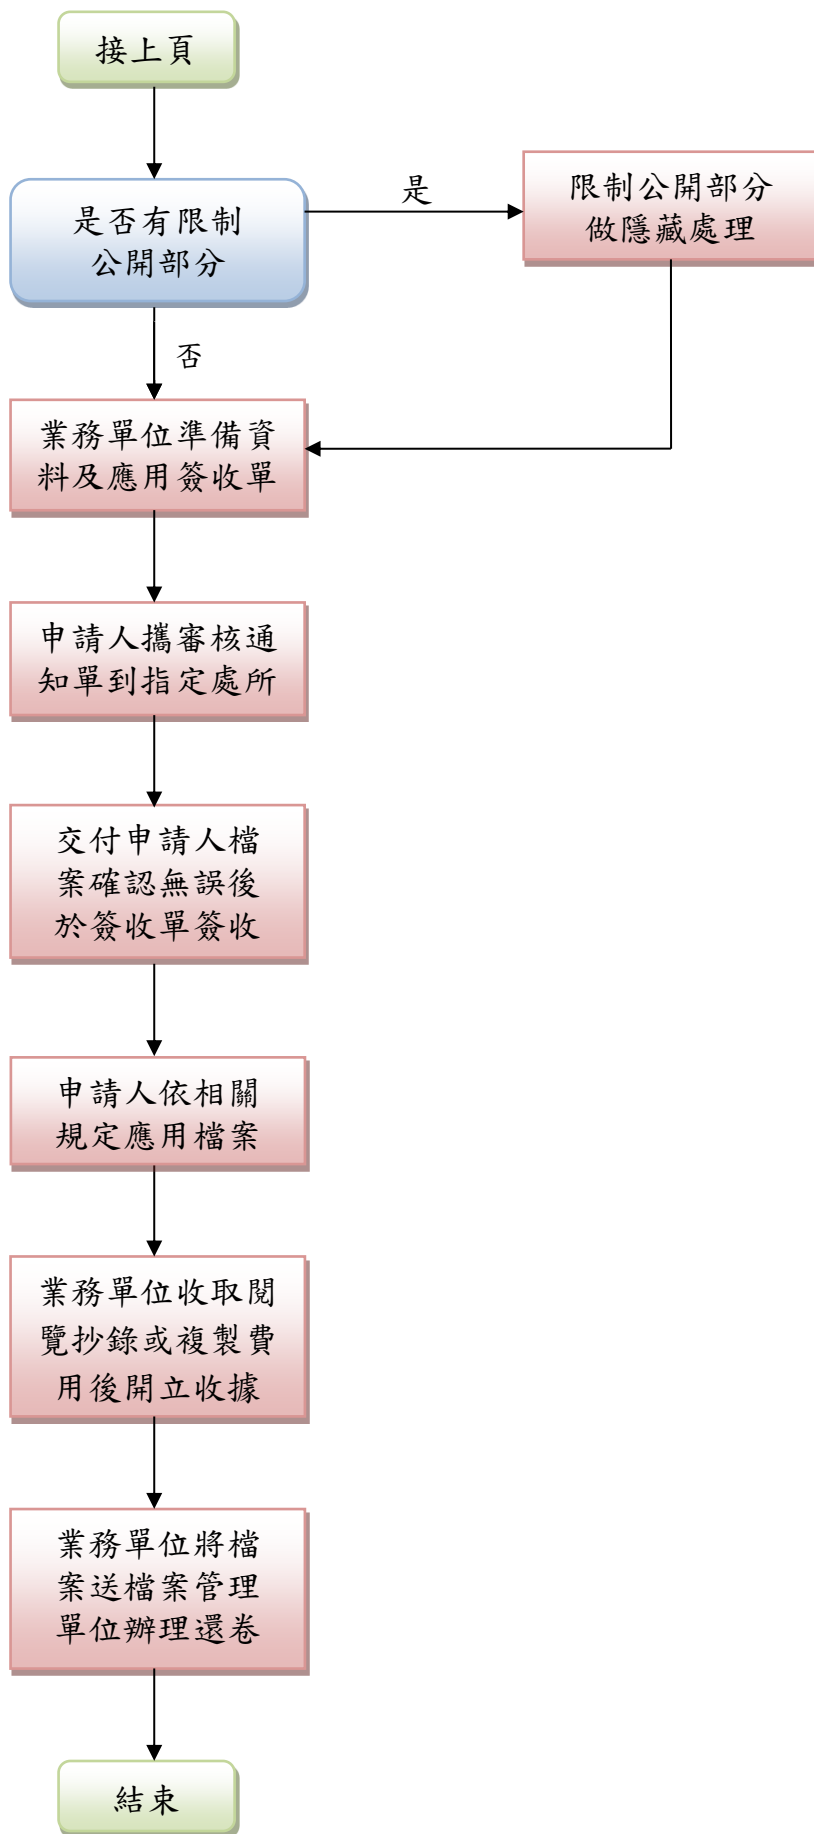 接上頁
是否有限制
公開部分
是
限制公開部分
做隱藏處理
否
業務單位準備資
料及應用簽收單
申請人攜審核通
知單到指定處所
交付申請人檔
案確認無誤後
於簽收單簽收
申請人依相關
規定應用檔案
業務單位收取閱
覽抄錄或複製費
用後開立收據
業務單位將檔
案送檔案管理
單位辦理還卷
結束